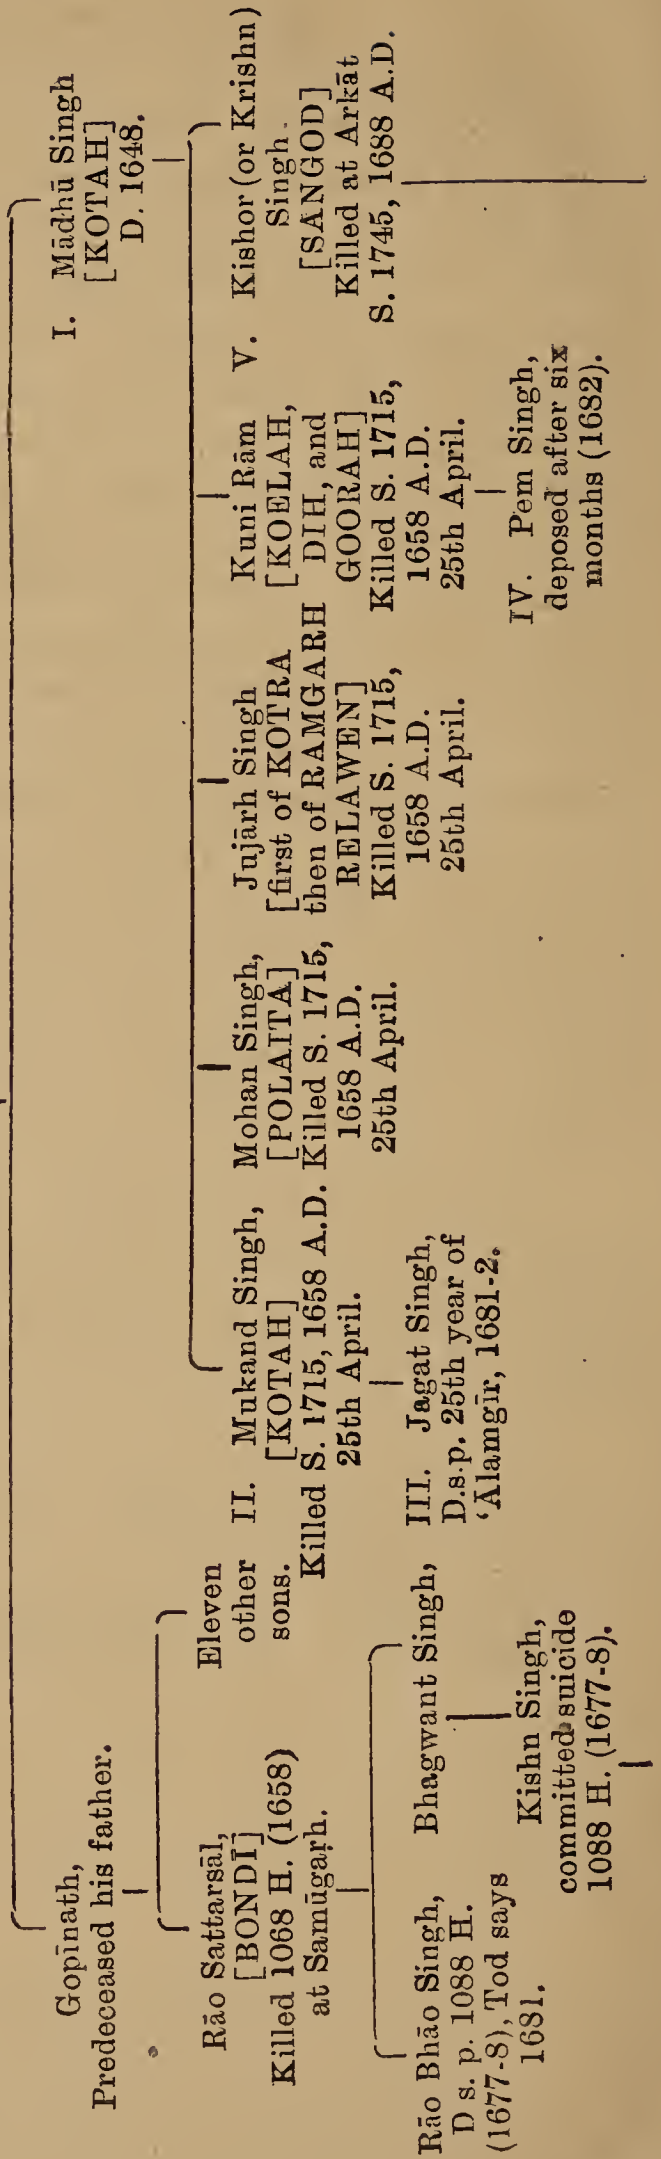 Gopīnath,
Predeceased his father.
I. Mādhū Singh
[KOTAH]
D. 1648.
Rāo Sattarsāl,
[BONDĪ]
Killed 1068 H. (1658)
at Samūgaṛh.
Eleven
other
sons.
II. Mukand Singh,
[KOTAH]
Killed S. 1715, 1658 A.D.
25th April.
Mohan Singh,
[POLAITA]
Killed S. 1715,
1658 A.D.
25th April.
Jujārh Singh
[first of KOTRA
then of RAMGARH
RELAWEN]
Killed S. 1715,
1658 A.D.
25th April.
Kuni Rām
[KOELAH,
DIH, and
GOORAH]
Killed S. 1715,
1658 A.D.
25th April.
V. Kishor (or Krishn)
Singh.
[SANGOD]
Killed at Arkāt
S. 1745, 1688 A.D.
Rāo Bhāo Singh,
D s. p. 1088 H.
(1677-8), Tod says
1681.
Bhagwant Singh,
Kishn Singh,
committed suicide
1088 H. (1677-8).
III. Jagat Singh,
D.s.p. 25th year of
‘Ālamgīr, 1681-2.
IV. Pem Singh,
deposed after six
months (1682).